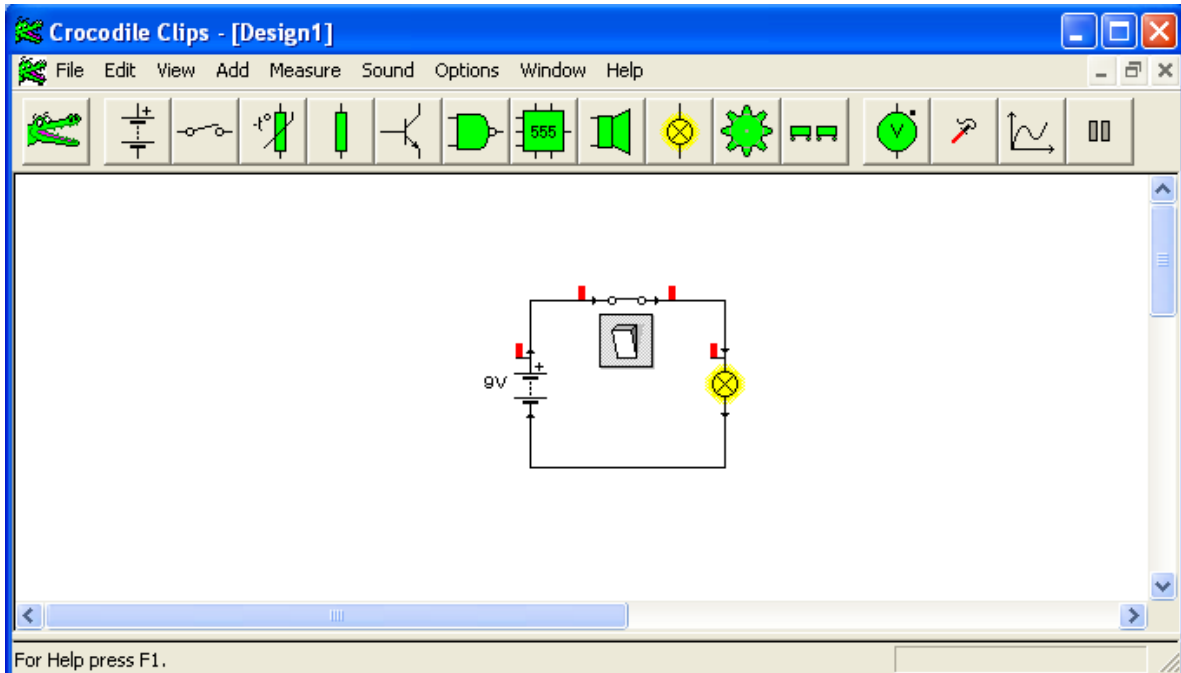 Crocodile Clips - [Design1]
File Edit View Add Measure Sound Options Window Help
-t° 555 V
9V
For Help press F1.